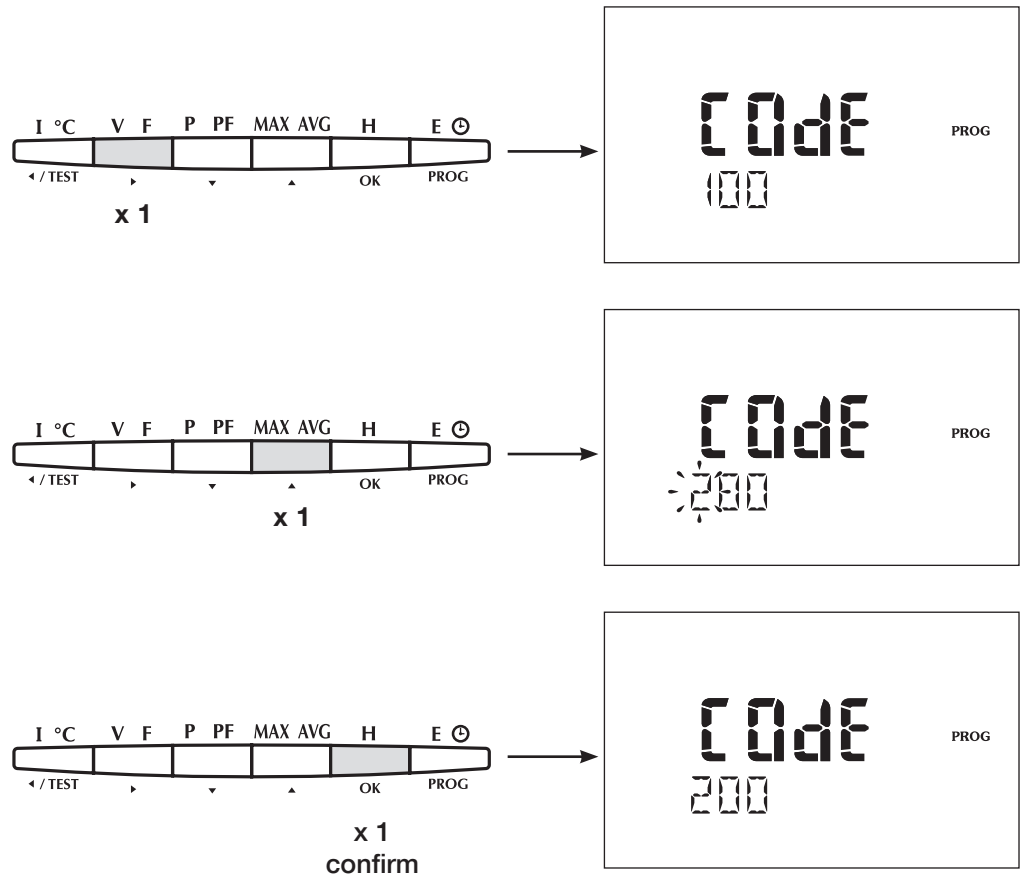 I °C V F P PF MAX AVG H E
◂ / TEST ▸ ▾ ▴ OK PROG
x 1
COdE PROG
100
I °C V F P PF MAX AVG H E
◂ / TEST ▸ ▾ ▴ OK PROG
x 1
COdE PROG
200
I °C V F P PF MAX AVG H E
◂ / TEST ▸ ▾ ▴ OK PROG
x 1
confirm
COdE PROG
200